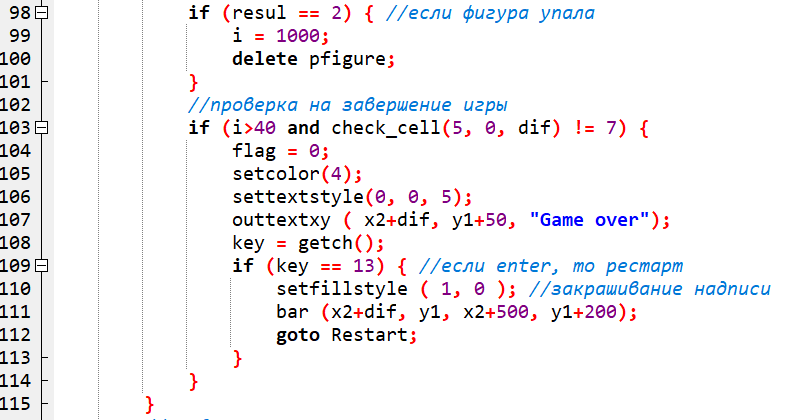 98 if (resul == 2) { //если фигура упала
99 i = 1000;
100 delete pfigure;
101 }
102 //проверка на завершение игры
103 if (i>40 and check_cell(5, 0, dif) != 7) {
104 flag = 0;
105 setcolor(4);
106 settextstyle(0, 0, 5);
107 outtextxy ( x2+dif, y1+50, "Game over");
108 key = getch();
109 if (key == 13) { //если enter, то рестарт
110 setfillstyle ( 1, 0 ); //закрашивание надписи
111 bar (x2+dif, y1, x2+500, y1+200);
112 goto Restart;
113 }
114 }
115 }